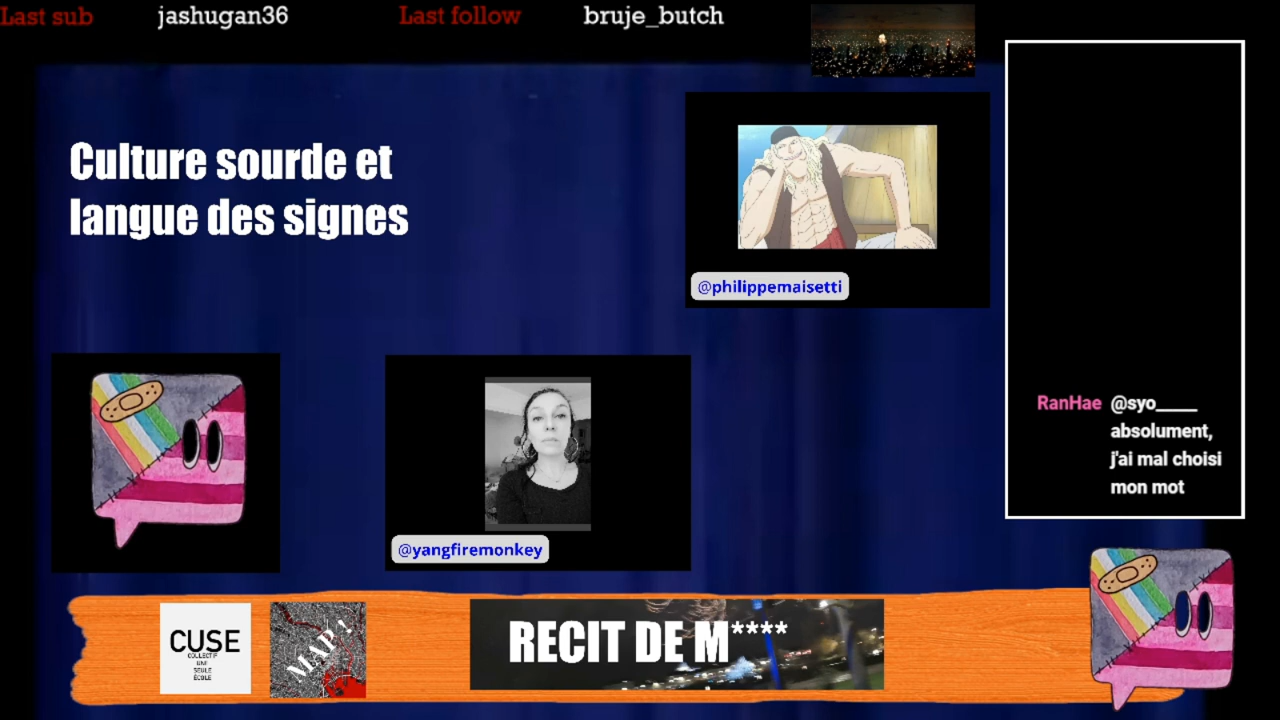 Last sub jashugan36 Last follow bruje_butch
Culture sourde et
langue des signes
@philippemaisetti
RanHae @syo____
absolument,
j'ai mal choisi
mon mot
@yangfiremonkey
CUSE
COLLECTIF
UNE
SEULE
ÉCOLE
MAP !
RECIT DE M****